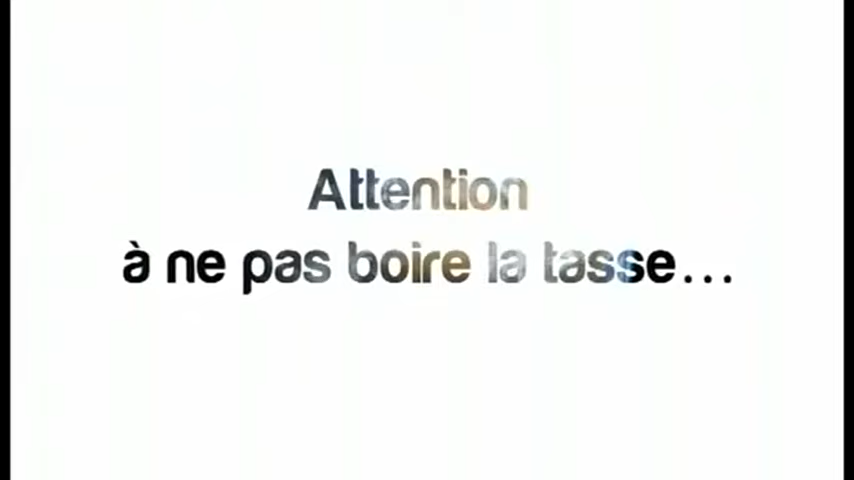 Attention
à ne pas boire la tasse...